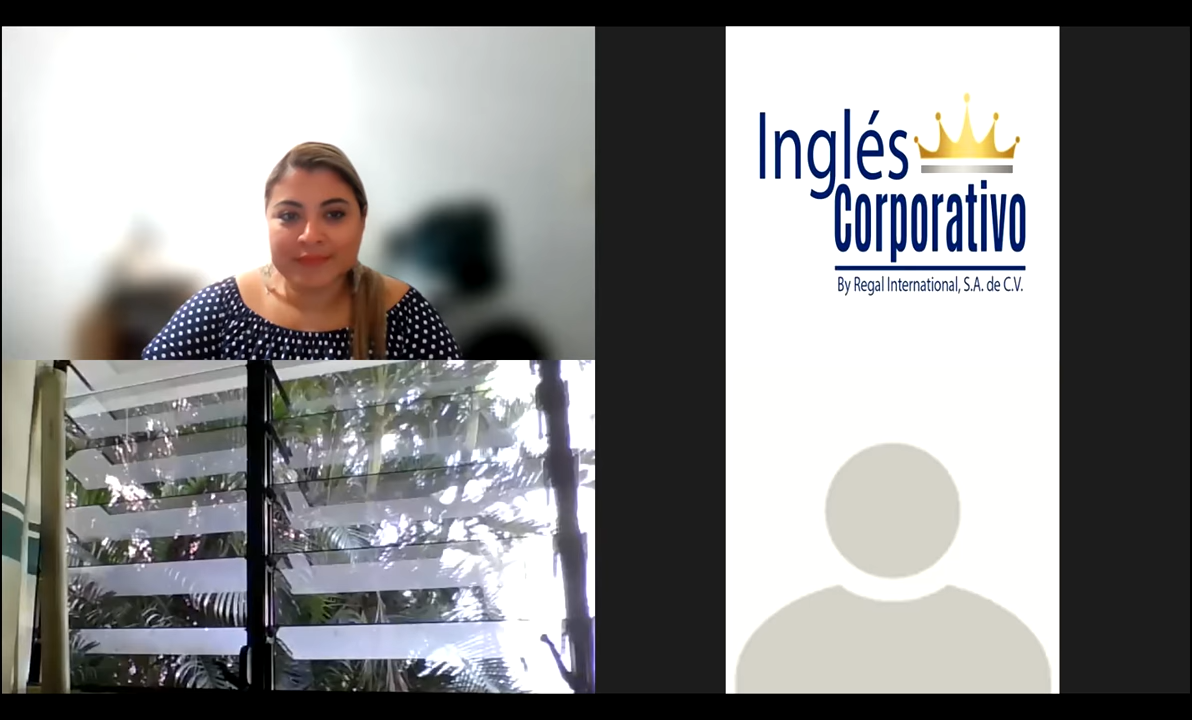 Inglés
Corporativo
By Regal International, S.A. de C.V.